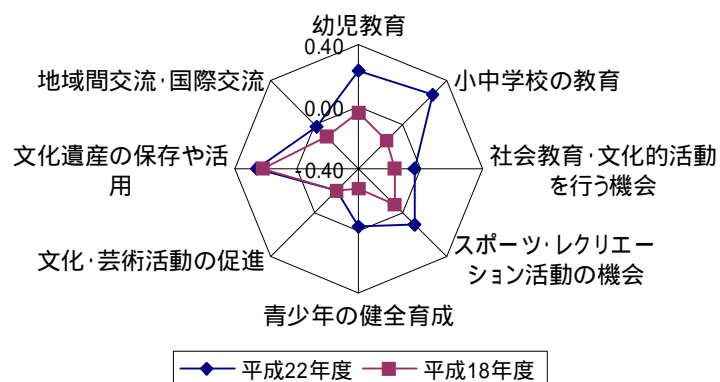 幼児教育
0.40
地域間交流・国際交流
小中学校の教育
0.00
文化遺産の保存や活
用
-0.40
社会教育・文化的活動
を行う機会
文化・芸術活動の促進
スポーツ・レクリエー
ション活動の機会
青少年の健全育成
平成22年度
平成18年度